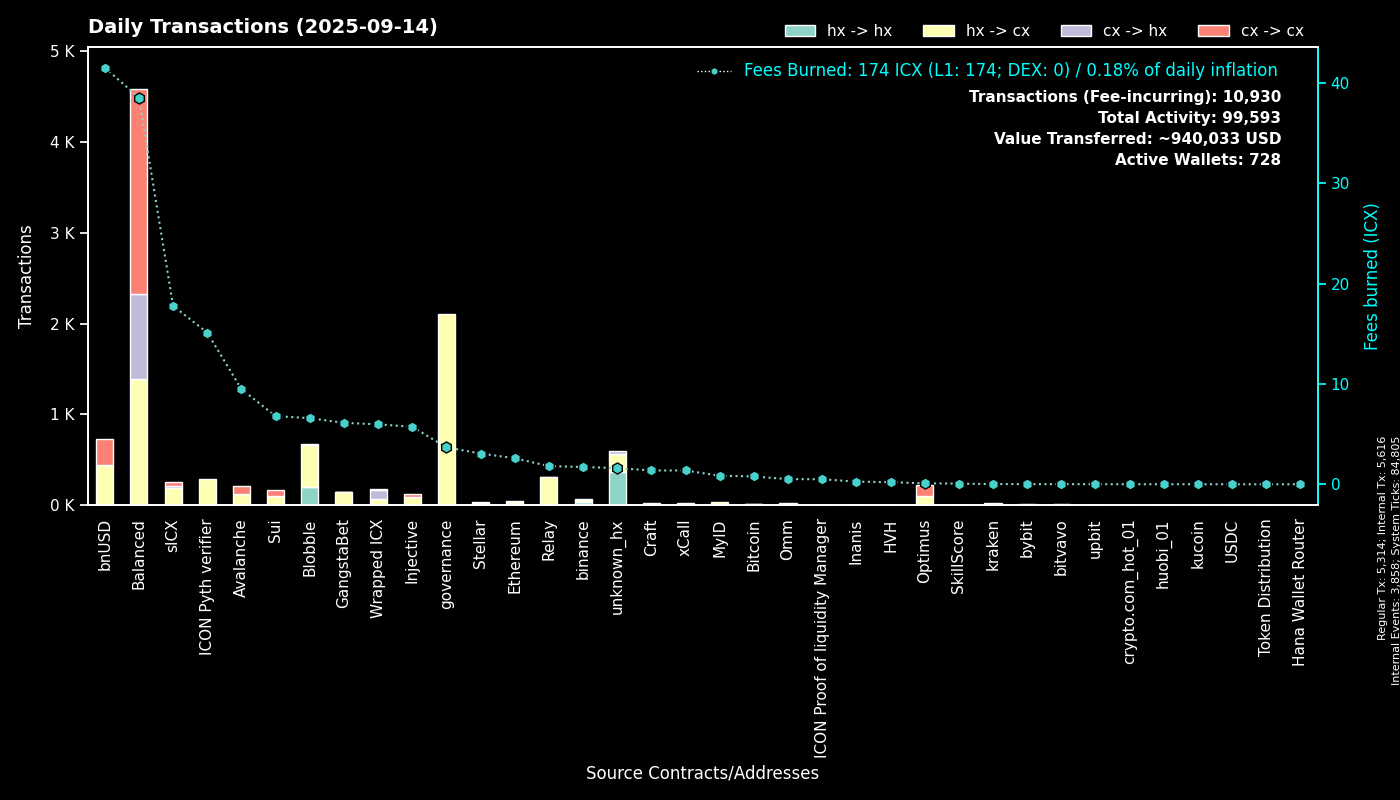 Daily Transactions (2025-09-14)
hx -> hx
hx -> cx
cx -> hx
cx -> cx
Fees Burned: 174 ICX (L1: 174; DEX: 0) / 0.18% of daily inflation
Transactions (Fee-incurring): 10,930
Total Activity: 99,593
Value Transferred: ~940,033 USD
Active Wallets: 728
Transactions
5 K
4 K
3 K
2 K
1 K
0 K
40
30
20
10
0
Fees burned (ICX)
bnUSD
Balanced
sICX
ICON Pyth verifier
Avalanche
Sui
Blobble
GangstaBet
Wrapped ICX
Injective
governance
Stellar
Ethereum
Relay
binance
unknown_hx
Craft
xCall
MyID
Bitcoin
Omm
ICON Proof of liquidity Manager
Inanis
HVH
Optimus
SkillScore
kraken
bybit
bitvavo
upbit
crypto.com_hot_01
huobi_01
kucoin
USDC
Token Distribution
Hana Wallet Router
Source Contracts/Addresses
Regular Tx: 5,314; Internal Tx: 5,616
Internal Events: 3,858; System Ticks: 84,805